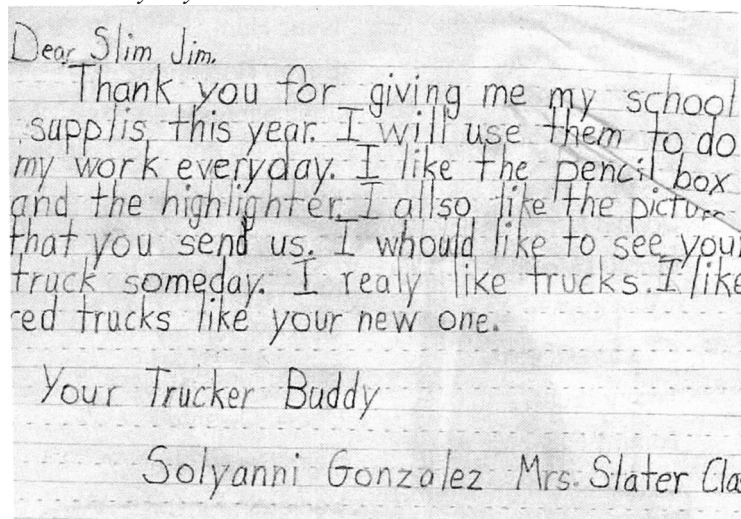 Dear Slim Jim.
Thank you for giving me my school
supplis this year. I will use them to do
my work everyday. I like the pencil box
and the highlighter. I allso like the pictur
that you send us. I whould like to see your
truck someday. I realy like trucks. I like
red trucks like your new one.
Your Trucker Buddy
Solyanni Gonzalez Mrs. Slater Cla